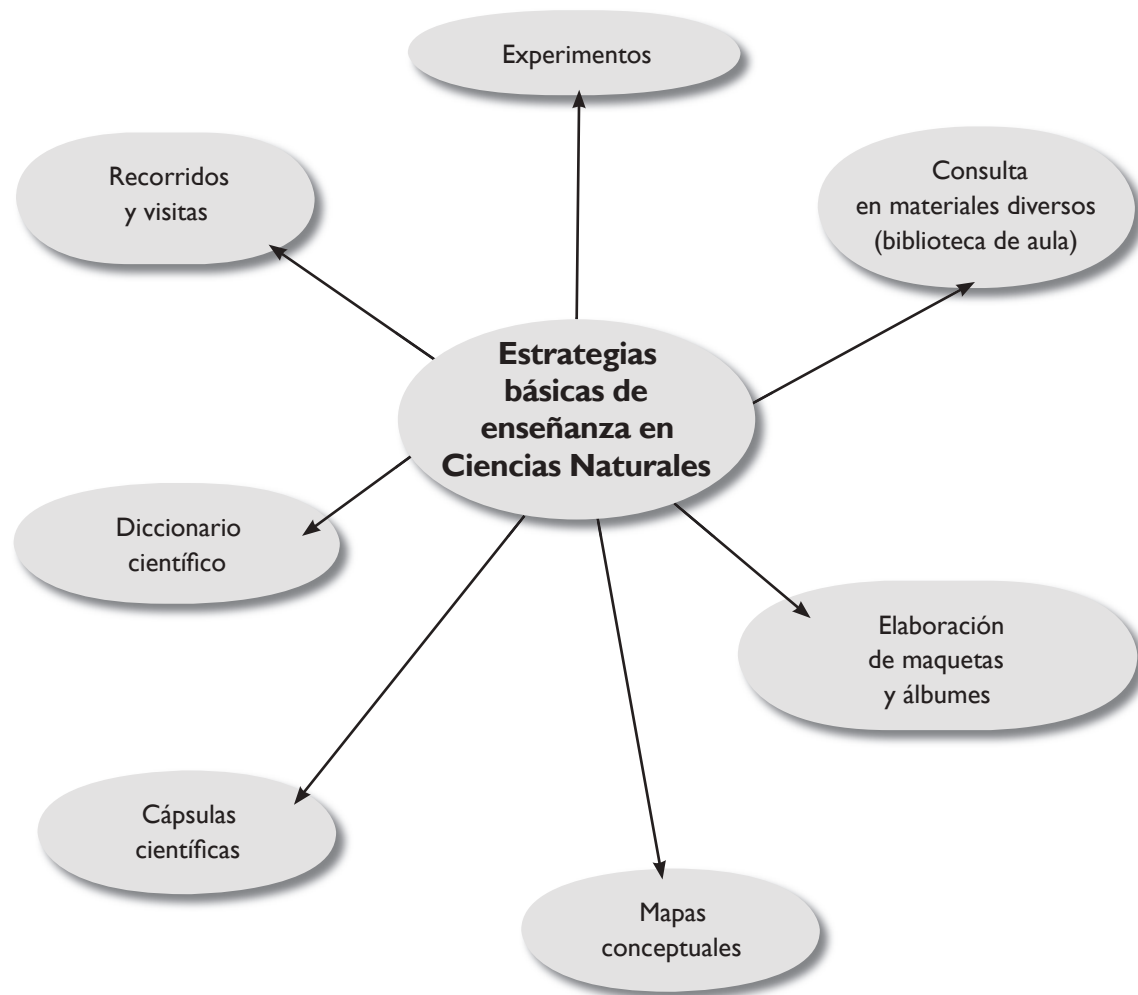 Experimentos
Recorridos
y visitas
Consulta
en materiales diversos
(biblioteca de aula)
Estrategias
básicas de
enseñanza en
Ciencias Naturales
Diccionario
científico
Elaboración
de maquetas
y álbumes
Cápsulas
científicas
Mapas
conceptuales